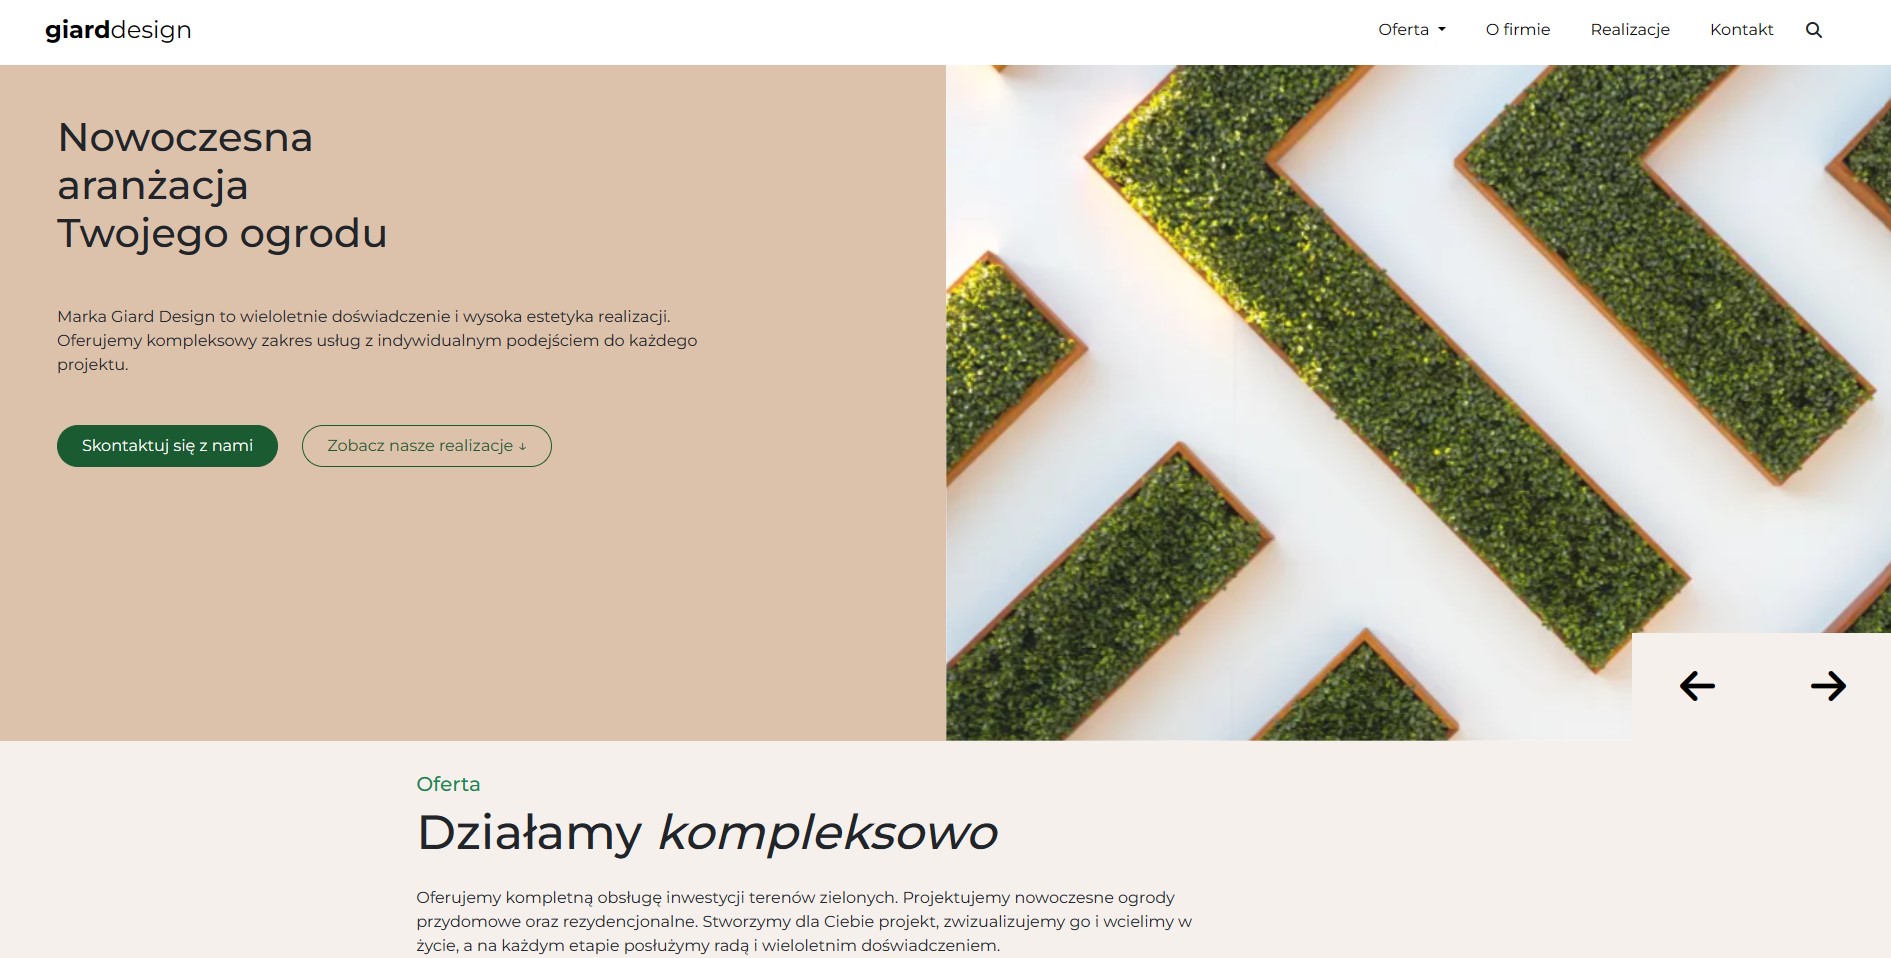 giarddesign
Oferta
O firmie
Realizacje
Kontakt
Nowoczesna
aranżacja
Twojego ogrodu
Marka Giard Design to wieloletnie doświadczenie i wysoka estetyka realizacji.
Oferujemy kompleksowy zakres usług z indywidualnym podejściem do każdego
projektu.
Skontaktuj się z nami
Zobacz nasze realizacje ↓
Oferta
Działamy kompleksowo
Oferujemy kompletną obsługę inwestycji terenów zielonych. Projektujemy nowoczesne ogrody
przydomowe oraz rezydencjonalne. Stworzymy dla Ciebie projekt, zwizualizujemy go i wcielimy w
życie, a na każdym etapie posłużymy radą i wieloletnim doświadczeniem.